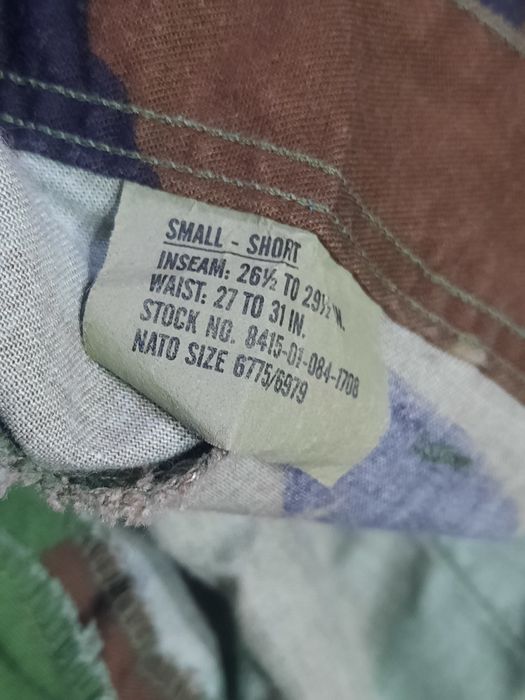 SMALL - SHORT
INSEAM: 26½ TO 29½ IN.
WAIST: 27 TO 31 IN.
STOCK NO. 8415-01-084-1708
NATO SIZE 6775/6979